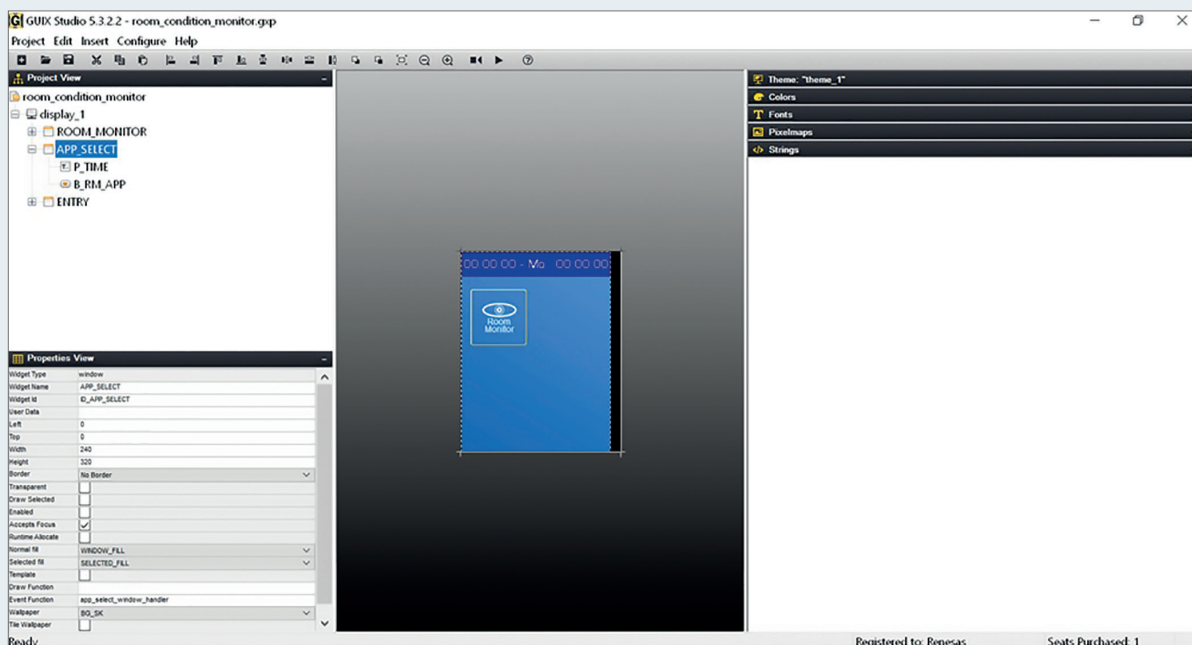 GUIX Studio 5.3.2.2 - room_condition_monitor.gxp
Project Edit Insert Configure Help
Project View
room_condition_monitor
display_1
ROOM_MONITOR
APP_SELECT
P_TIME
B_RM_APP
ENTRY
Properties View
Widget Type window
Widget Name APP_SELECT
Widget Id ID_APP_SELECT
User Data
Left 0
Top 0
Width 240
Height 320
Border No Border
Transparent
Draw Selected
Enabled
Accepts Focus
Runtime Allocate
Normal fill WINDOW_FILL
Selected fill SELECTED_FILL
Template
Draw Function
Event Function app_select_window_handler
Wallpaper BG_SK
Tile Wallpaper
Ready
00 00 00 - Mo 00 00 00
Room
Monitor
Theme: "theme_1"
Colors
Fonts
Pixelmaps
Strings
Registered to: Renesas Seats Purchased: 1